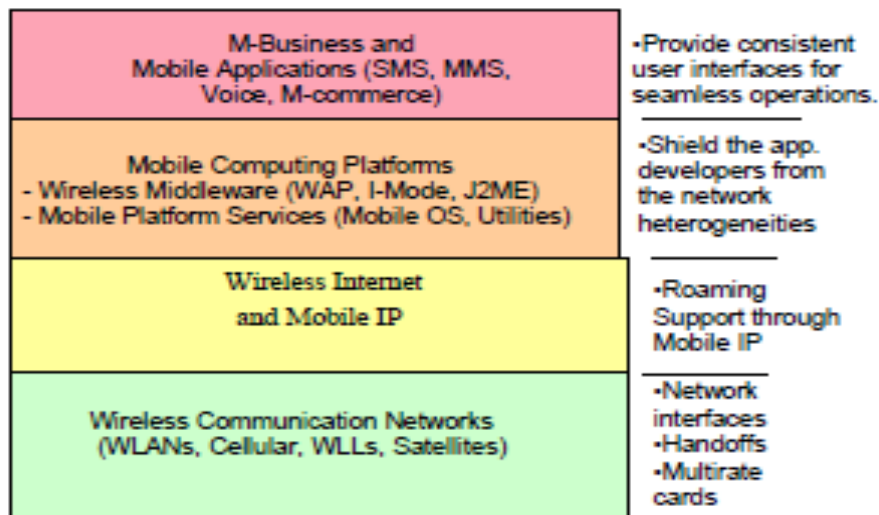 M-Business and
Mobile Applications (SMS, MMS,
Voice, M-commerce)
•Provide consistent
user interfaces for
seamless operations.
Mobile Computing Platforms
- Wireless Middleware (WAP, I-Mode, J2ME)
- Mobile Platform Services (Mobile OS, Utilities)
•Shield the app.
developers from
the network
heterogeneities
Wireless Internet
and Mobile IP
•Roaming
Support through
Mobile IP
Wireless Communication Networks
(WLANs, Cellular, WLLs, Satellites)
•Network
interfaces
•Handoffs
•Multirate
cards